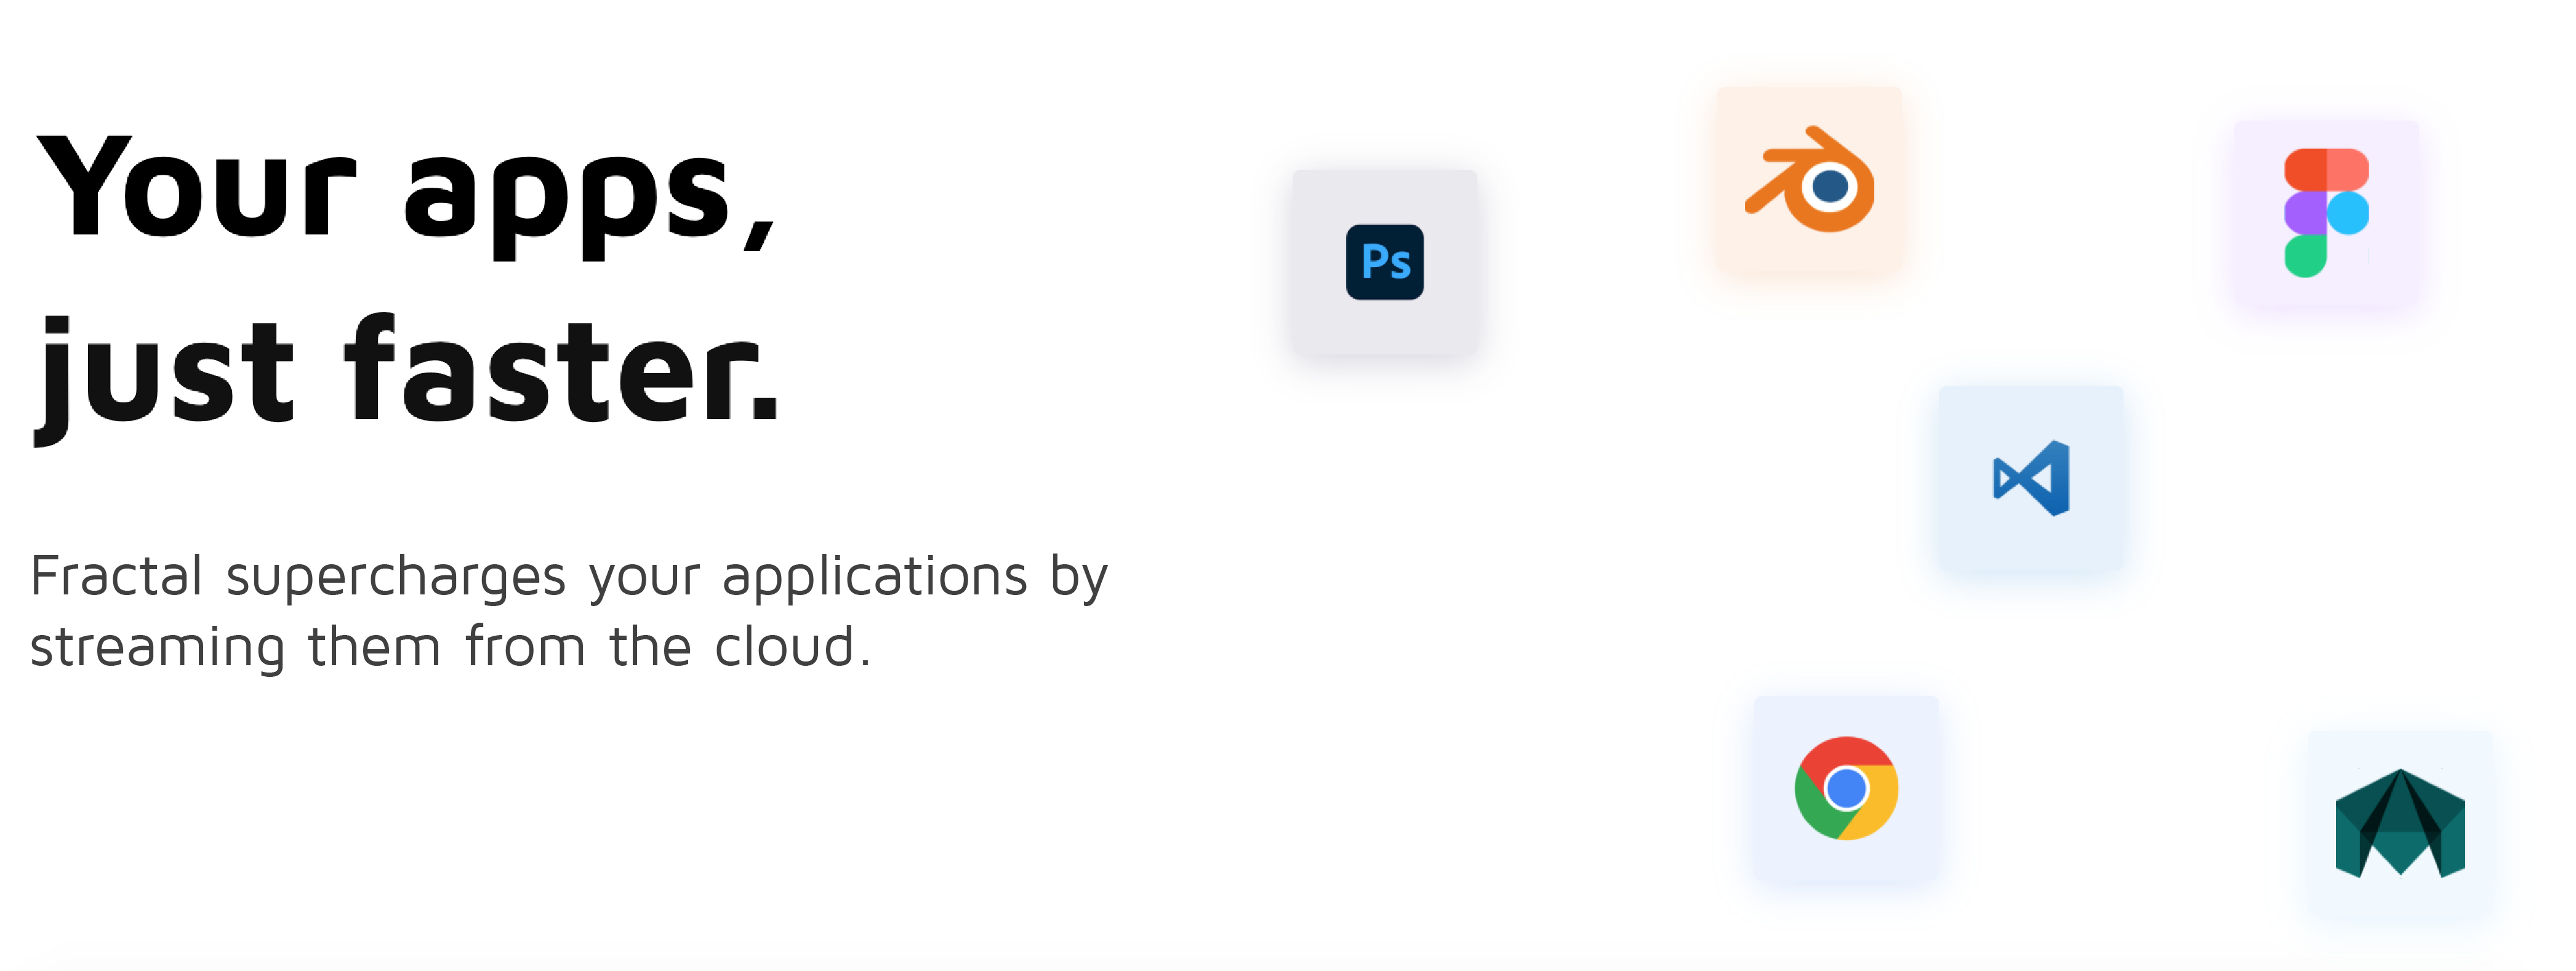 Your apps,
just faster.
Fractal supercharges your applications by
streaming them from the cloud.
Ps